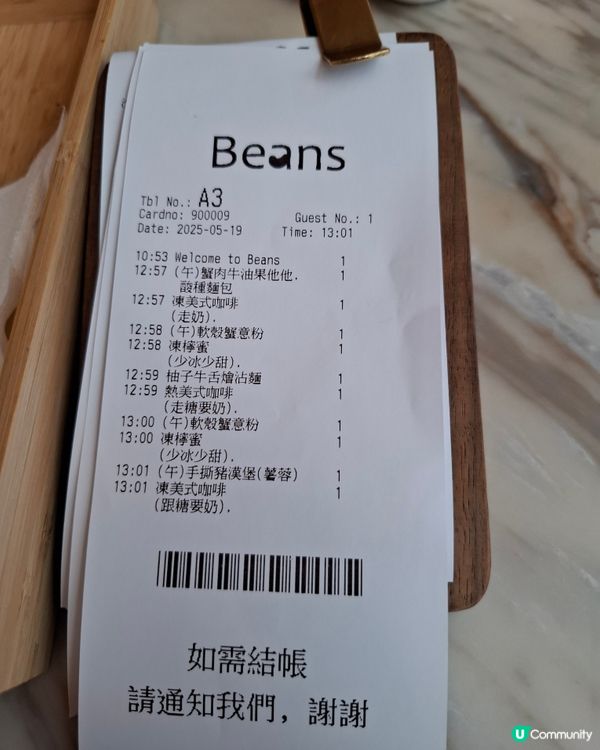 Beans
Tbl No.: A3
Cardno: 900009 Guest No.: 1
Date: 2025-05-19 Time: 13:01
10:53 Welcome to Beans 1
12:57 (午)蟹肉牛油果他他. 1
酸種麵包
12:57 凍美式咖啡 1
(走奶).
12:58 (午)軟殼蟹意粉 1
12:58 凍檸蜜 1
(少冰少甜).
12:59 柚子牛舌燴沾麵 1
12:59 熱美式咖啡 1
(走糖要奶).
13:00 (午)軟殼蟹意粉 1
13:00 凍檸蜜 1
(少冰少甜).
13:01 (午)手撕豬漢堡(薯蓉) 1
13:01 凍美式咖啡 1
(跟糖要奶).
如需結帳
請通知我們, 謝謝
U Community